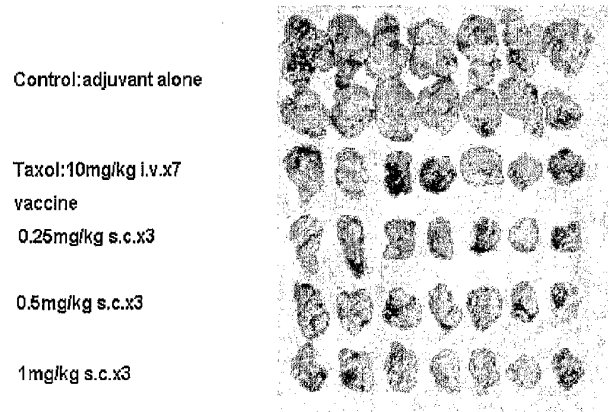 Control:adjuvant alone
Taxol:10mg/kg i.v.x7
vaccine
0.25mg/kg s.c.x3
0.5mg/kg s.c.x3
1mg/kg s.c.x3